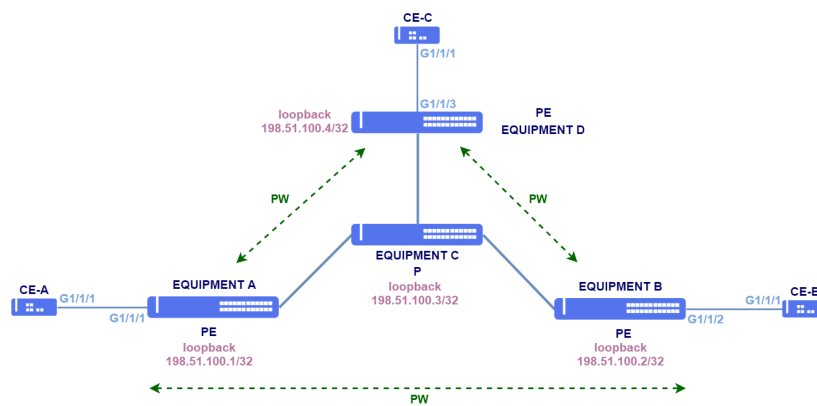 CE-C
G1/1/1
G1/1/3
loopback
198.51.100.4/32
PE
EQUIPMENT D
PW
PW
EQUIPMENT C
P
loopback
198.51.100.3/32
CE-A
G1/1/1
EQUIPMENT A
G1/1/1
PE
loopback
198.51.100.1/32
EQUIPMENT B
G1/1/1
G1/1/2
PE
loopback
198.51.100.2/32
PW